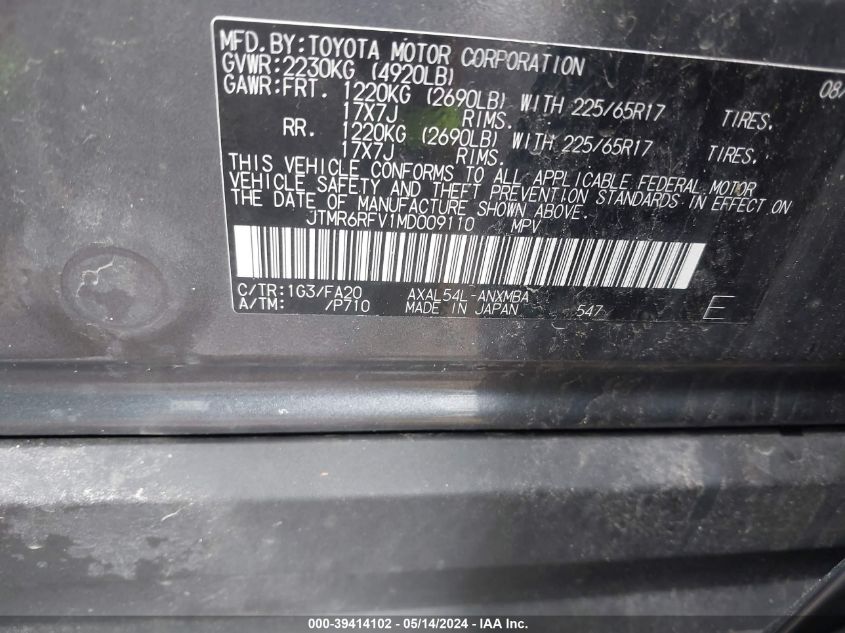 MFD.BY:TOYOTA MOTOR CORPORATION 08/
GVWR:2230KG (4920LB)
GAWR:FRT. 1220KG (2690LB) WITH 225/65R17 TIRES.
17X7J RIMS.
RR. 1220KG (2690LB) WITH 225/65R17 TIRES.
17X7J RIMS.
THIS VEHICLE CONFORMS TO ALL APPLICABLE FEDERAL MOTOR
VEHICLE SAFETY AND THEFT PREVENTION STANDARDS IN EFFECT ON
THE DATE OF MANUFACTURE SHOWN ABOVE.
JTMR6RFV1MD009110 MPV
C/TR:1G3/FA20 AXAL54L-ANXMBA
A/TM: /P710 MADE IN JAPAN 547 E
000-39414102 - 05/14/2024 - IAA Inc.